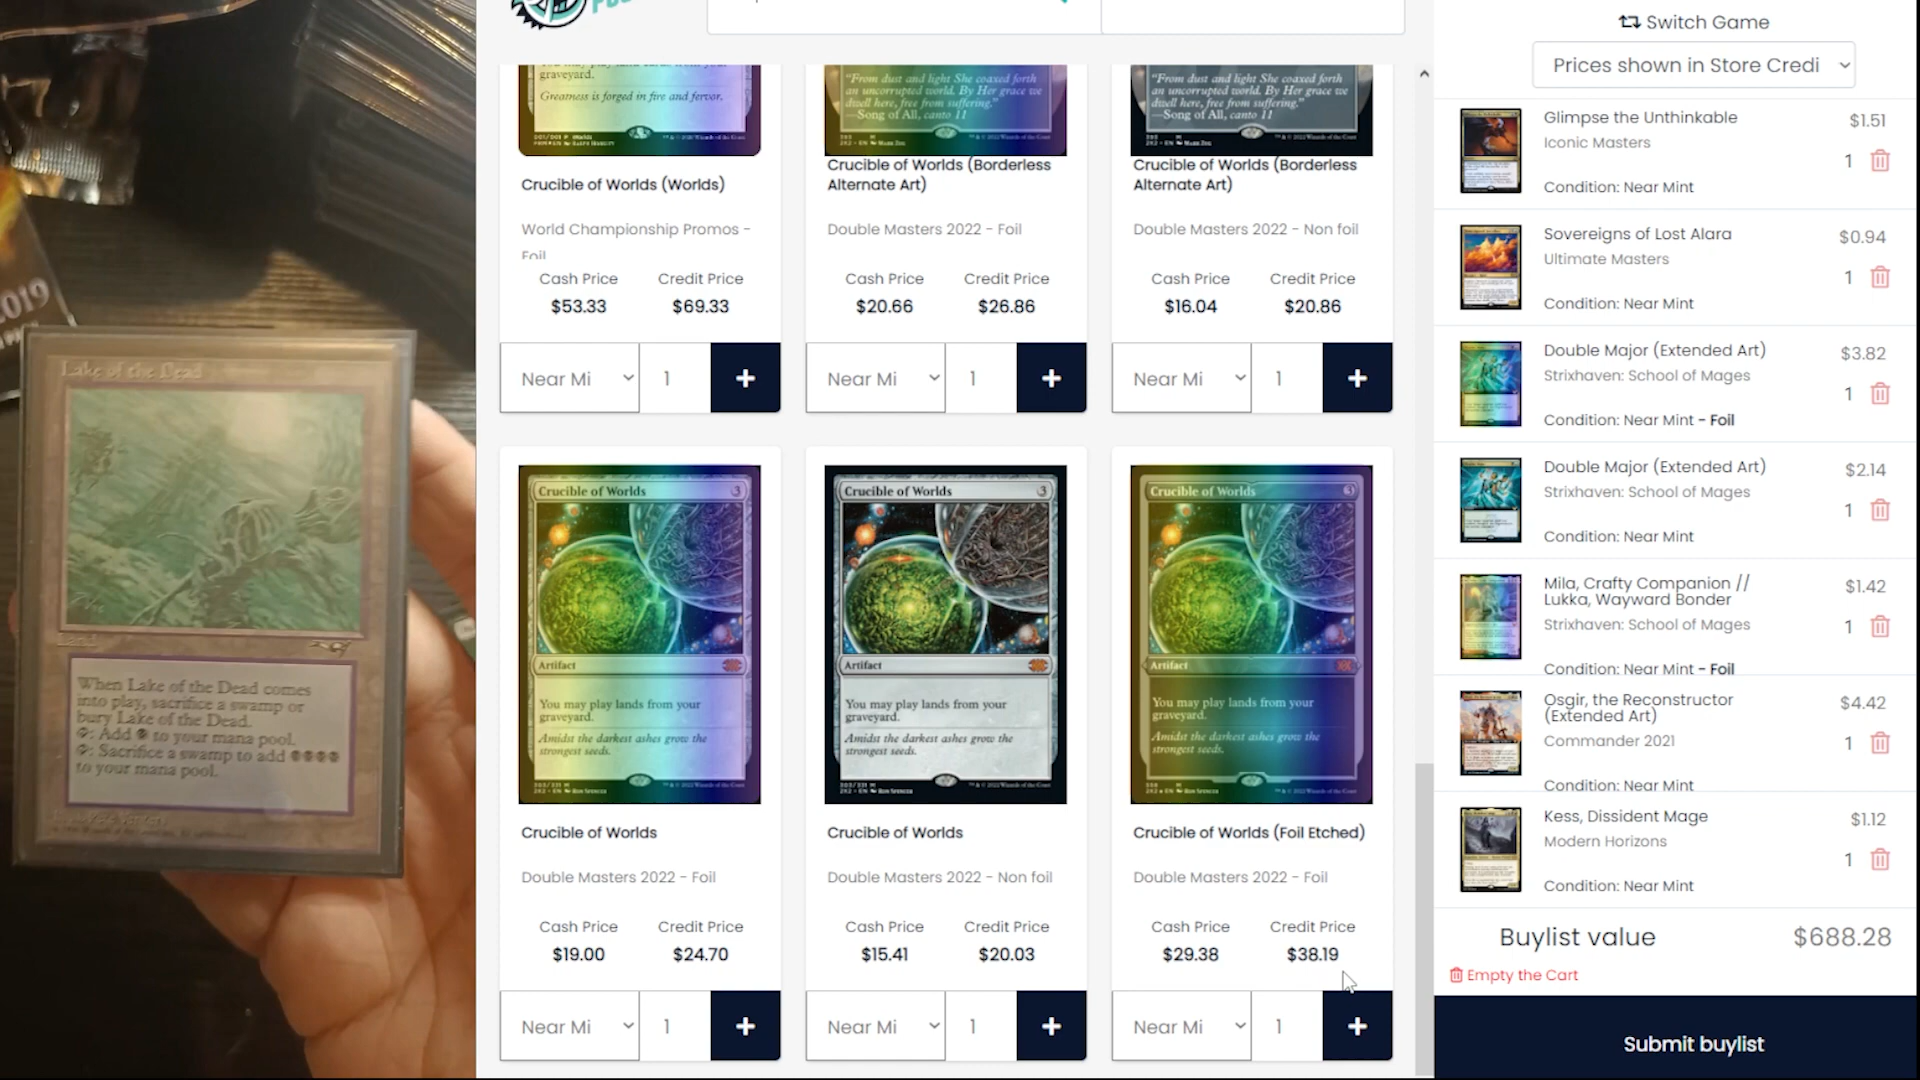 Switch Game
Prices shown in Store Credi
graveyard.
Greatness is forged in fire and fervor.
"From dust and light She coaxed forth
an uncorrupted world. By Her grace we
dwell here, free from suffering."
—Song of All, canto 11
"From dust and light She coaxed forth
an uncorrupted world. By Her grace we
dwell here, free from suffering."
—Song of All, canto 11
Crucible of Worlds (Worlds)
World Championship Promos -
Foil
Cash Price Credit Price
$53.33 $69.33
Near Mi 1 +
Crucible of Worlds (Borderless
Alternate Art)
Double Masters 2022 - Foil
Cash Price Credit Price
$20.66 $26.86
Near Mi 1 +
Crucible of Worlds (Borderless
Alternate Art)
Double Masters 2022 - Non foil
Cash Price Credit Price
$16.04 $20.86
Near Mi 1 +
Crucible of Worlds 3
Artifact
You may play lands from your
graveyard.
Amidst the darkest ashes grow the
strongest seeds.
Crucible of Worlds
Double Masters 2022 - Foil
Cash Price Credit Price
$19.00 $24.70
Near Mi 1 +
Crucible of Worlds 3
Artifact
You may play lands from your
graveyard.
Amidst the darkest ashes grow the
strongest seeds.
Crucible of Worlds
Double Masters 2022 - Non foil
Cash Price Credit Price
$15.41 $20.03
Near Mi 1 +
Crucible of Worlds 3
Artifact
You may play lands from your
graveyard.
Amidst the darkest ashes grow the
strongest seeds.
Crucible of Worlds (Foil Etched)
Double Masters 2022 - Foil
Cash Price Credit Price
$29.38 $38.19
Near Mi 1 +
Glimpse the Unthinkable $1.51
Iconic Masters
1
Condition: Near Mint
Sovereigns of Lost Alara $0.94
Ultimate Masters
1
Condition: Near Mint
Double Major (Extended Art) $3.82
Strixhaven: School of Mages
1
Condition: Near Mint - Foil
Double Major (Extended Art) $2.14
Strixhaven: School of Mages
1
Condition: Near Mint
Mila, Crafty Companion // $1.42
Lukka, Wayward Bonder
Strixhaven: School of Mages 1
Condition: Near Mint - Foil
Osgir, the Reconstructor $4.42
(Extended Art)
Commander 2021 1
Condition: Near Mint
Kess, Dissident Mage $1.12
Modern Horizons
1
Condition: Near Mint
Buylist value $688.28
Empty the Cart
Submit buylist
2019
Lake of the Dead
Land
When Lake of the Dead comes
into play, sacrifice a swamp or
bury Lake of the Dead.
: Add to your mana pool.
: Sacrifice a swamp to add
to your mana pool.